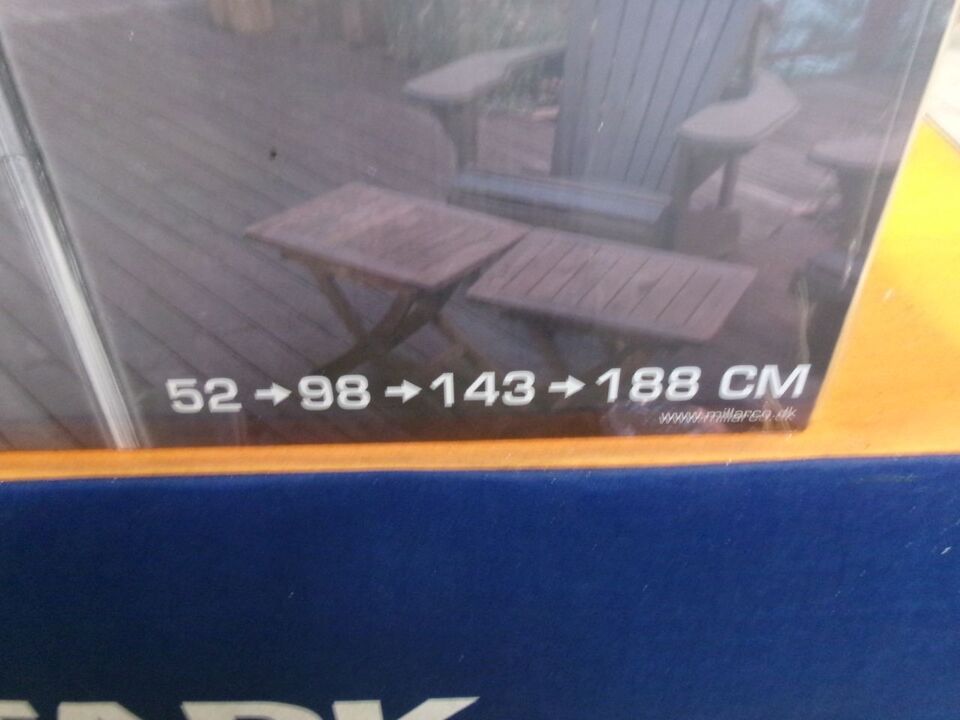 52 → 98 → 143 → 188 CM
www.millarco.dk